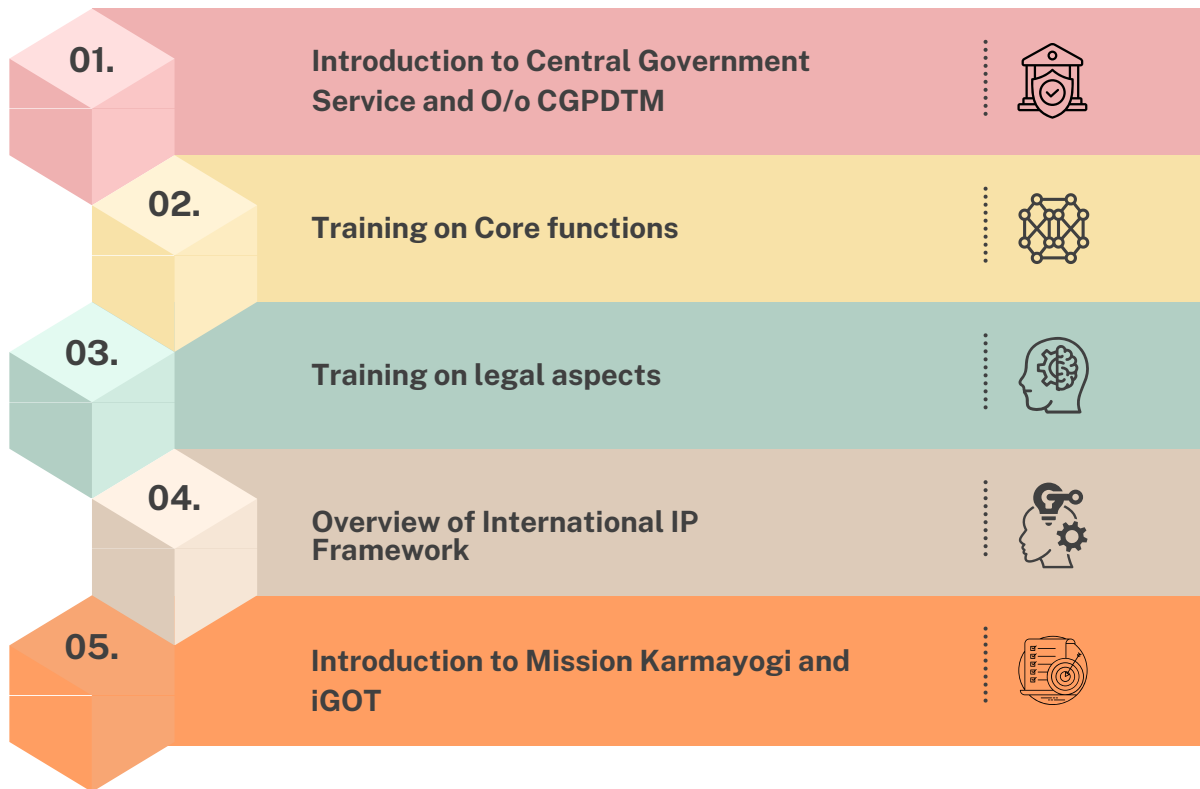 01.
Introduction to Central Government
Service and O/o CGPDTM
02.
Training on Core functions
03.
Training on legal aspects
04.
Overview of International IP
Framework
05.
Introduction to Mission Karmayogi and
iGOT